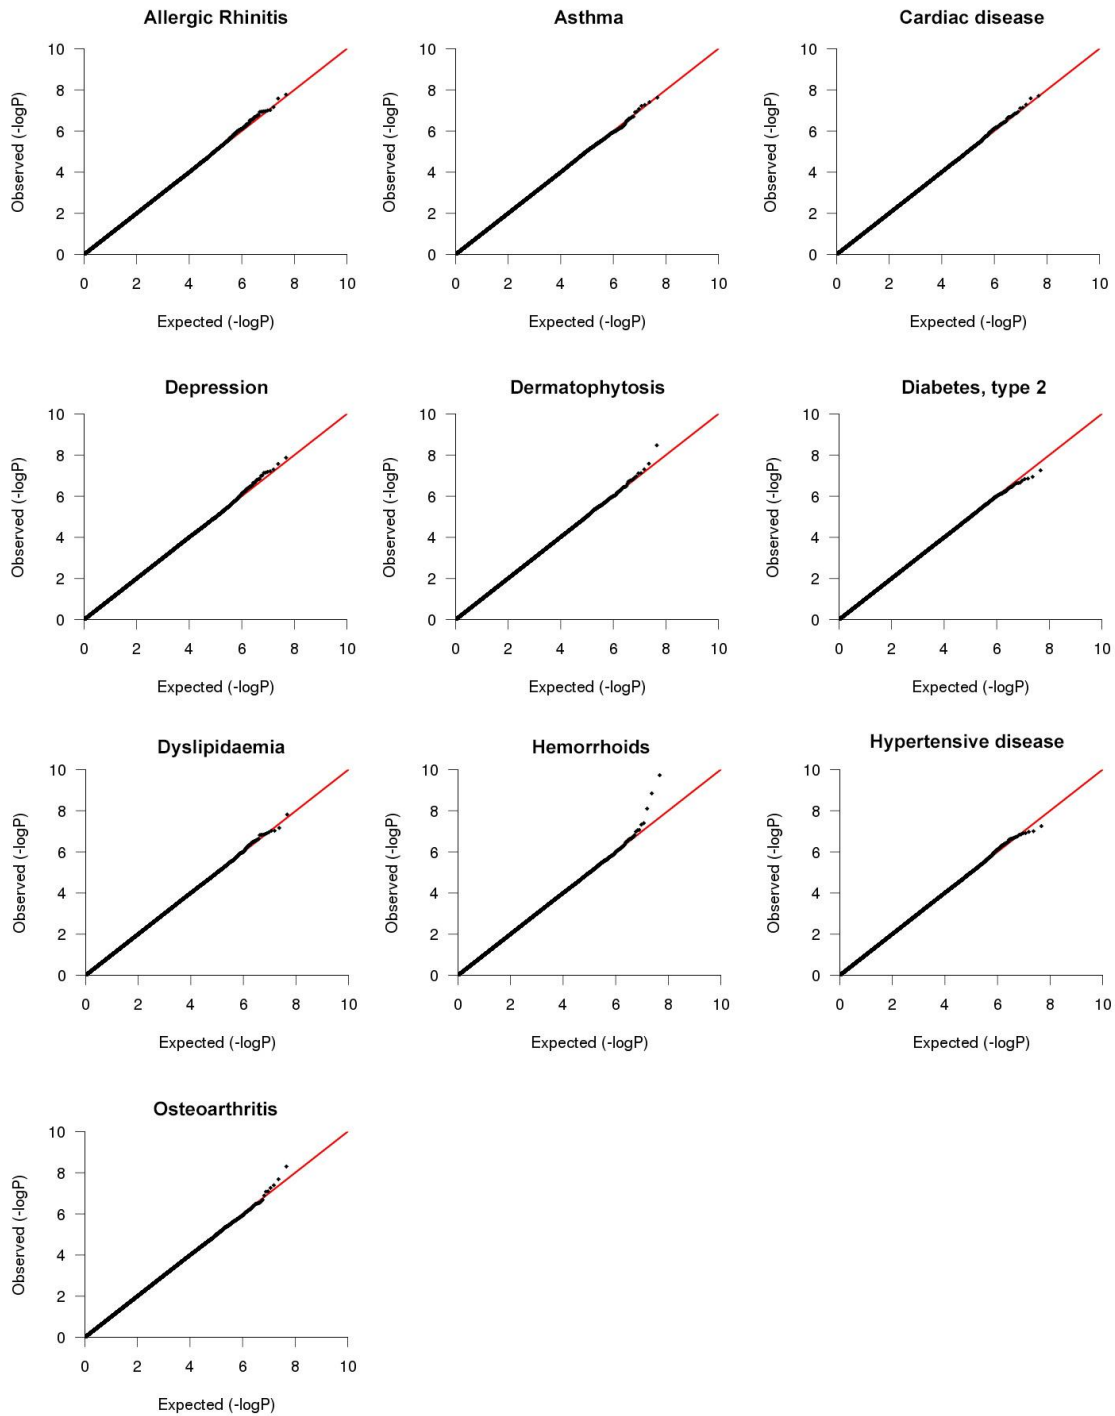 Allergic Rhinitis
10
8
6
4
2
0
Observed (-logP)
0 2 4 6 8 10
Expected (-logP)
Asthma
10
8
6
4
2
0
Observed (-logP)
0 2 4 6 8 10
Expected (-logP)
Cardiac disease
10
8
6
4
2
0
Observed (-logP)
0 2 4 6 8 10
Expected (-logP)
Depression
10
8
6
4
2
0
Observed (-logP)
0 2 4 6 8 10
Expected (-logP)
Dermatophytosis
10
8
6
4
2
0
Observed (-logP)
0 2 4 6 8 10
Expected (-logP)
Diabetes, type 2
10
8
6
4
2
0
Observed (-logP)
0 2 4 6 8 10
Expected (-logP)
Dyslipidaemia
10
8
6
4
2
0
Observed (-logP)
0 2 4 6 8 10
Expected (-logP)
Hemorrhoids
10
8
6
4
2
0
Observed (-logP)
0 2 4 6 8 10
Expected (-logP)
Hypertensive disease
10
8
6
4
2
0
Observed (-logP)
0 2 4 6 8 10
Expected (-logP)
Osteoarthritis
10
8
6
4
2
0
Observed (-logP)
0 2 4 6 8 10
Expected (-logP)